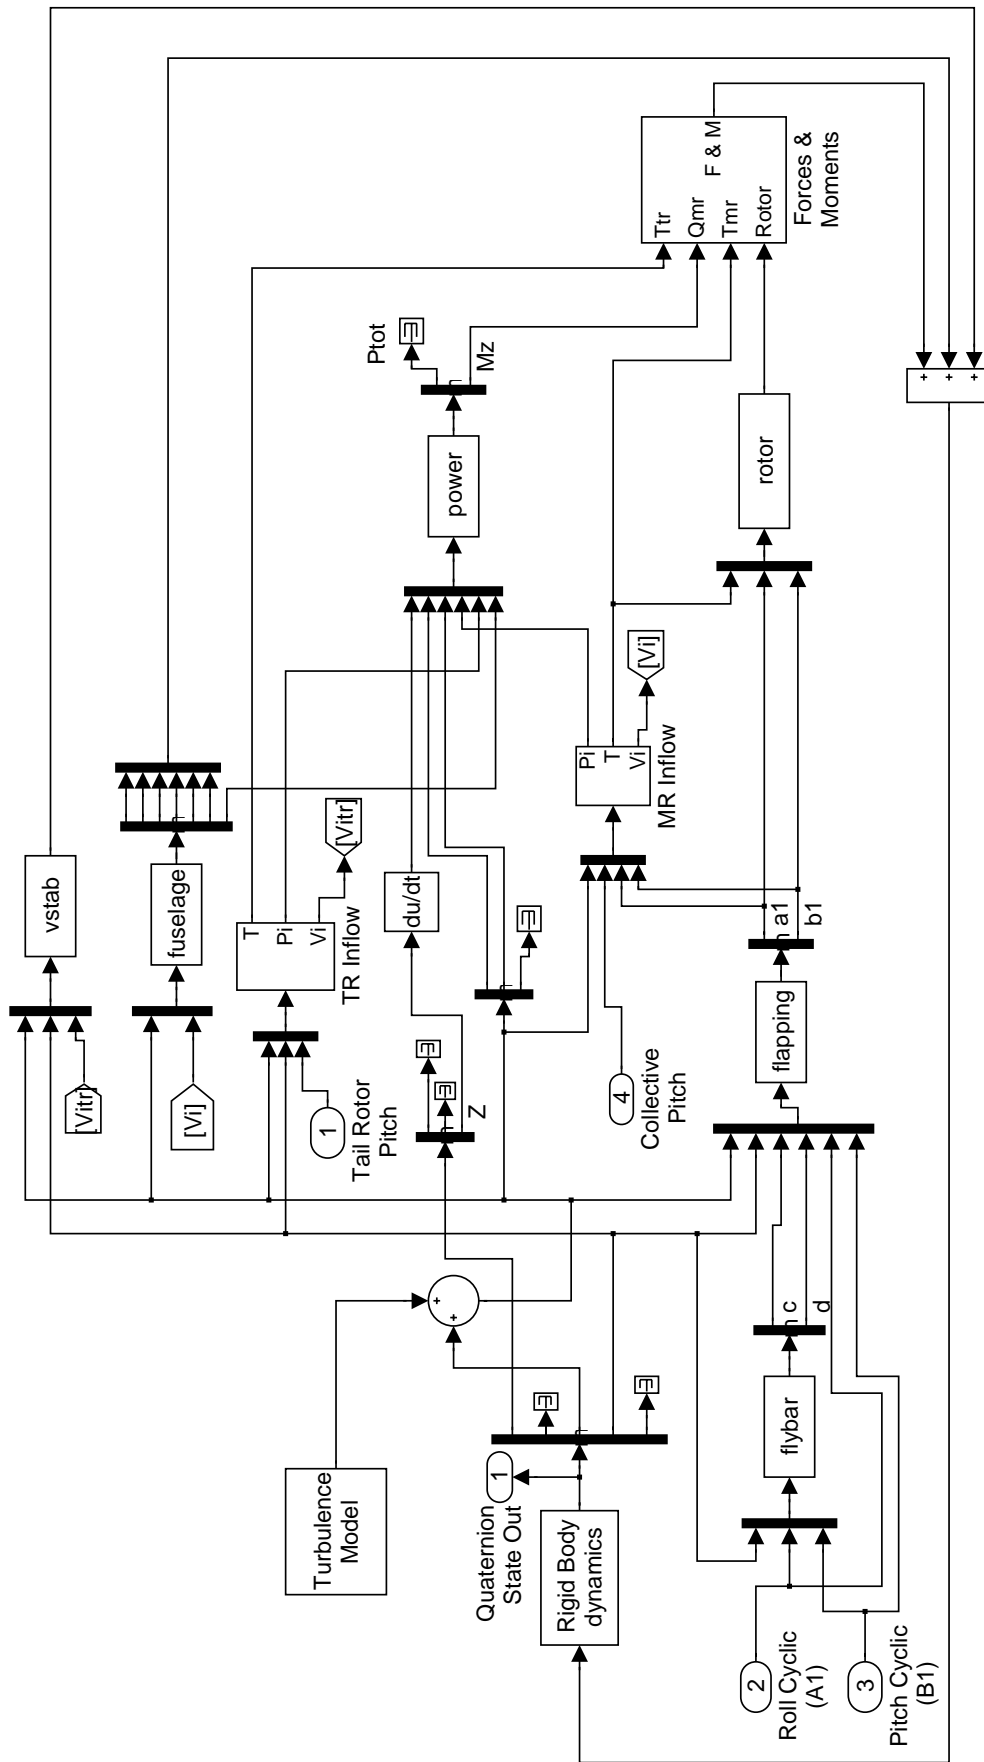 vstab
fuselage
[Vitr]
[Vi]
T
Pi
Vi
TR Inflow
[Vitr]
1
Tail Rotor
Pitch
du/dt
Z
power
Ptot
Mz
Ttr
Qmr
Tmr
Rotor
F & M
Forces &
Moments
Turbulence
Model
+
+
1
Quaternion
State Out
Rigid Body
dynamics
4
Collective
Pitch
Pi
T
Vi
MR Inflow
[Vi]
rotor
flapping
a1
b1
flybar
c
d
2
Roll Cyclic
(A1)
3
Pitch Cyclic
(B1)
+
+
+